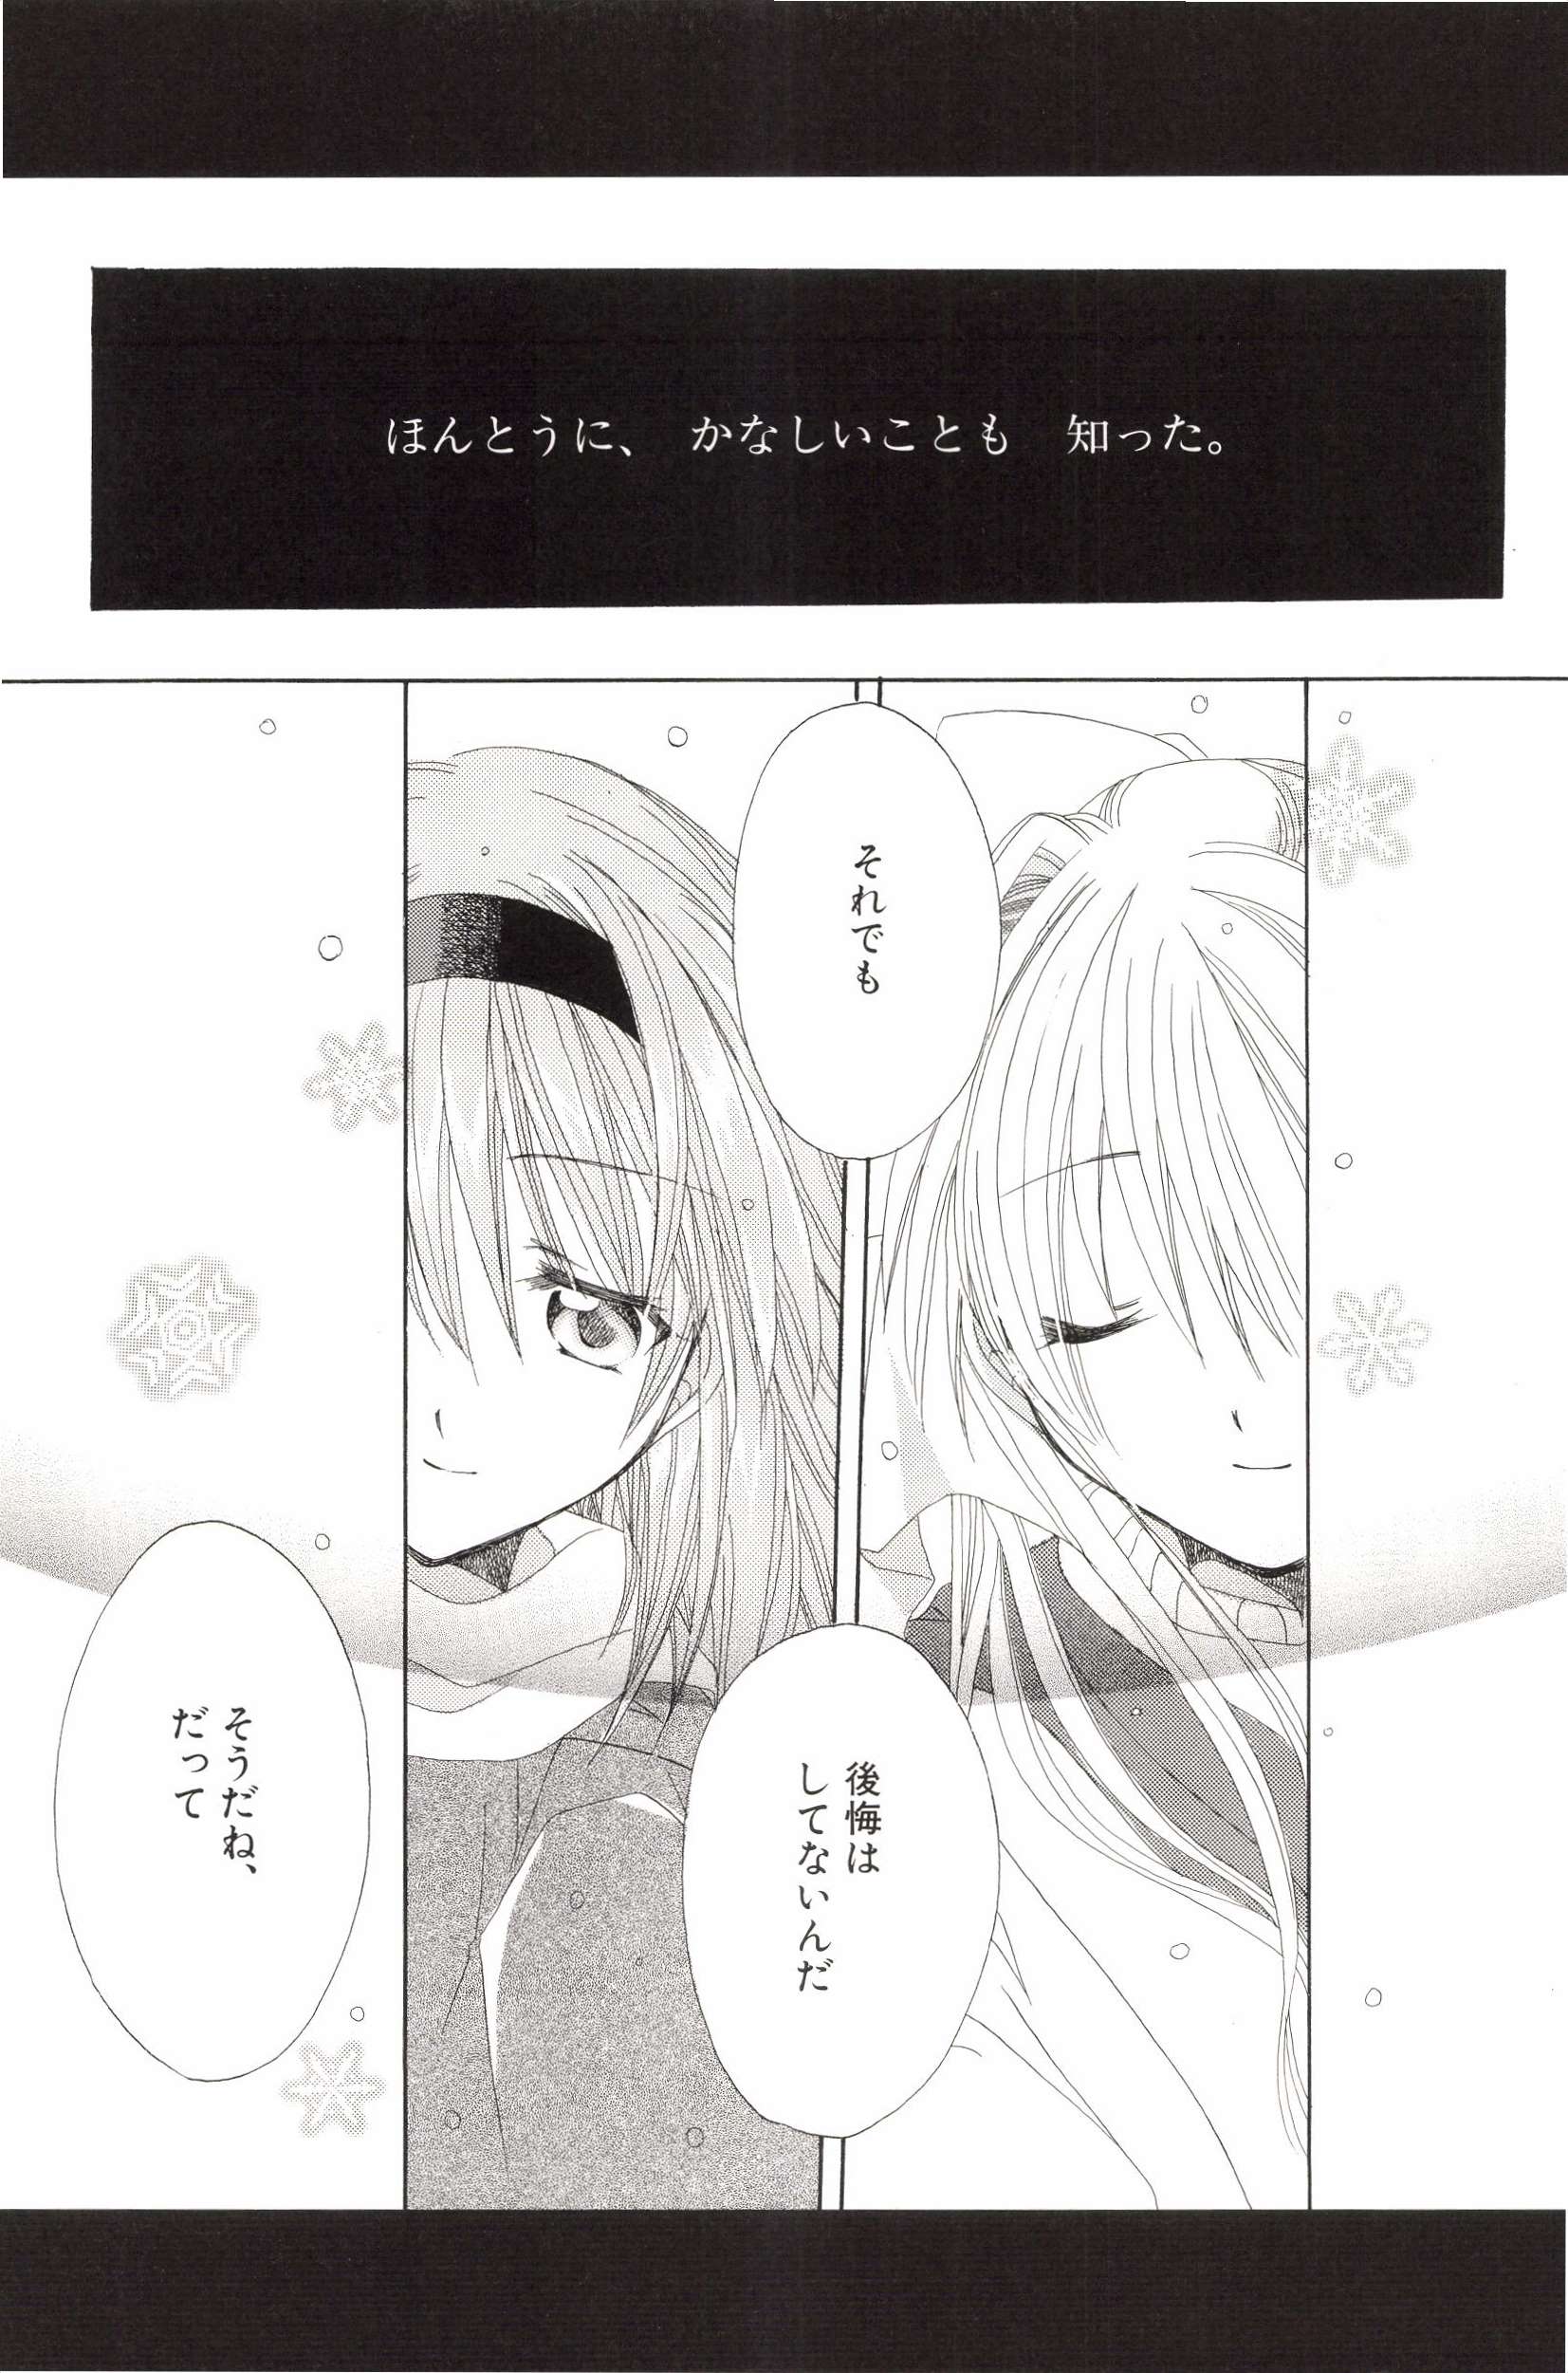 ほんとうに、 かなしいことも 知った。
それでも
後悔は
してないんだ
そうだね、
だって